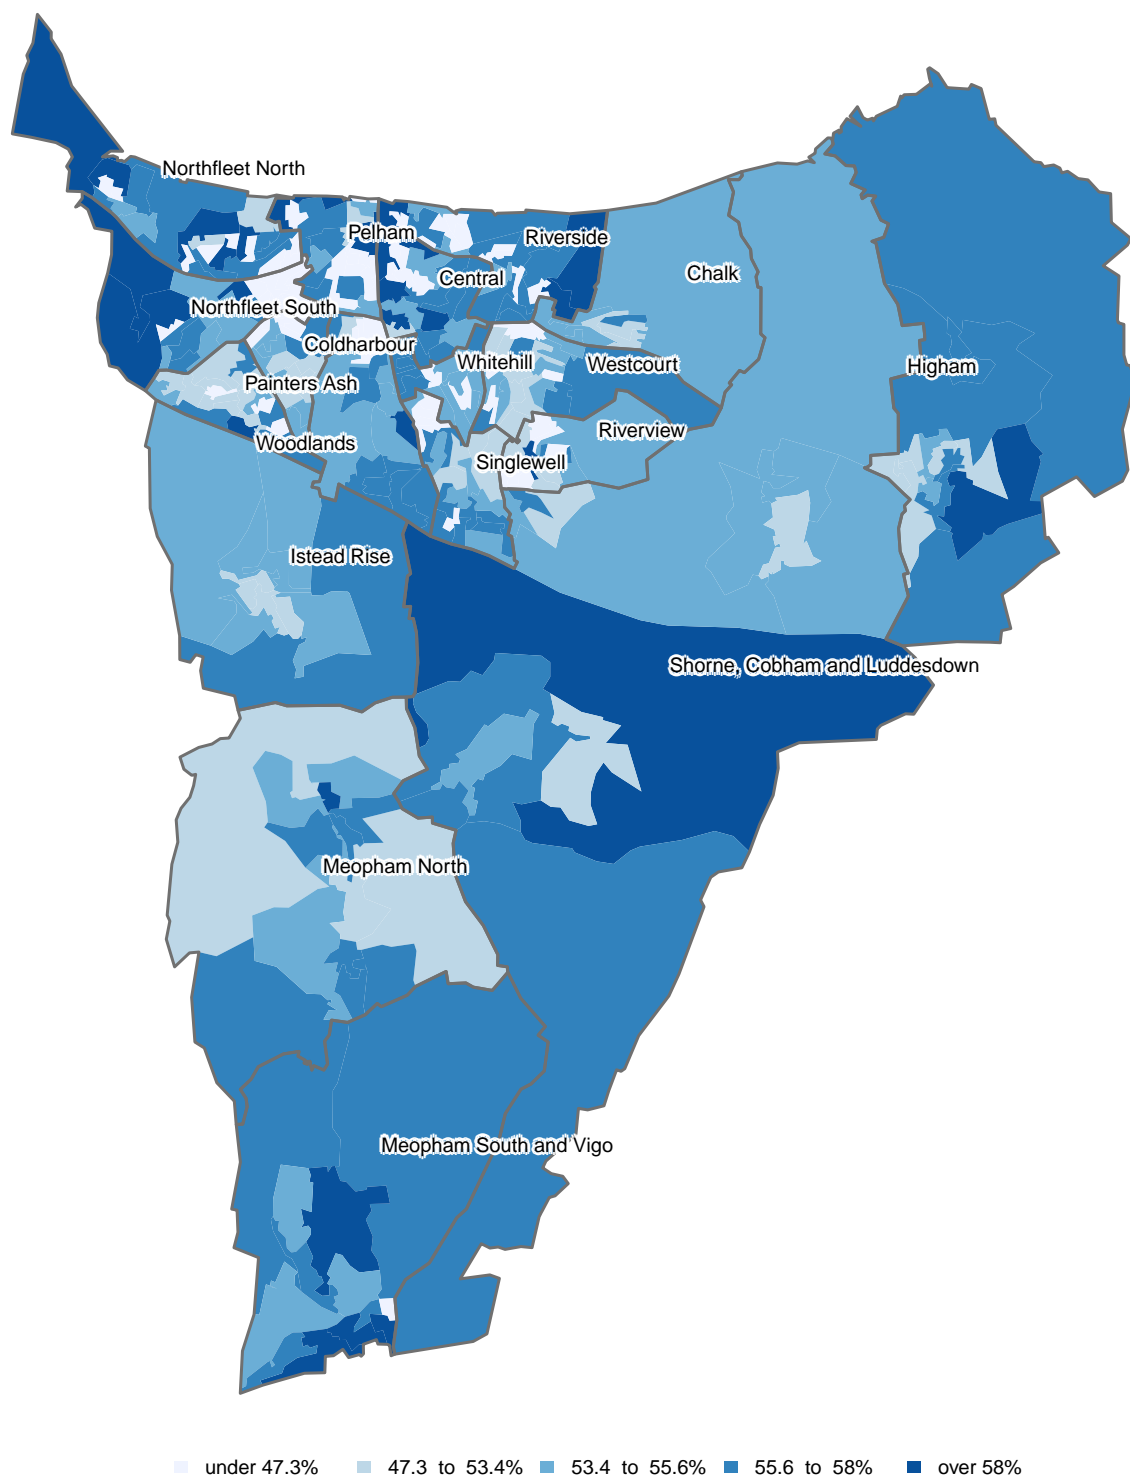 Northfleet North
Pelham
Riverside
Central
Chalk
Northfleet South
Coldharbour
Whitehill
Westcourt
Higham
Painters Ash
Riverview
Woodlands
Singlewell
Istead Rise
Shorne, Cobham and Luddesdown
Meopham North
Meopham South and Vigo
under 47.3% 47.3 to 53.4% 53.4 to 55.6% 55.6 to 58% over 58%